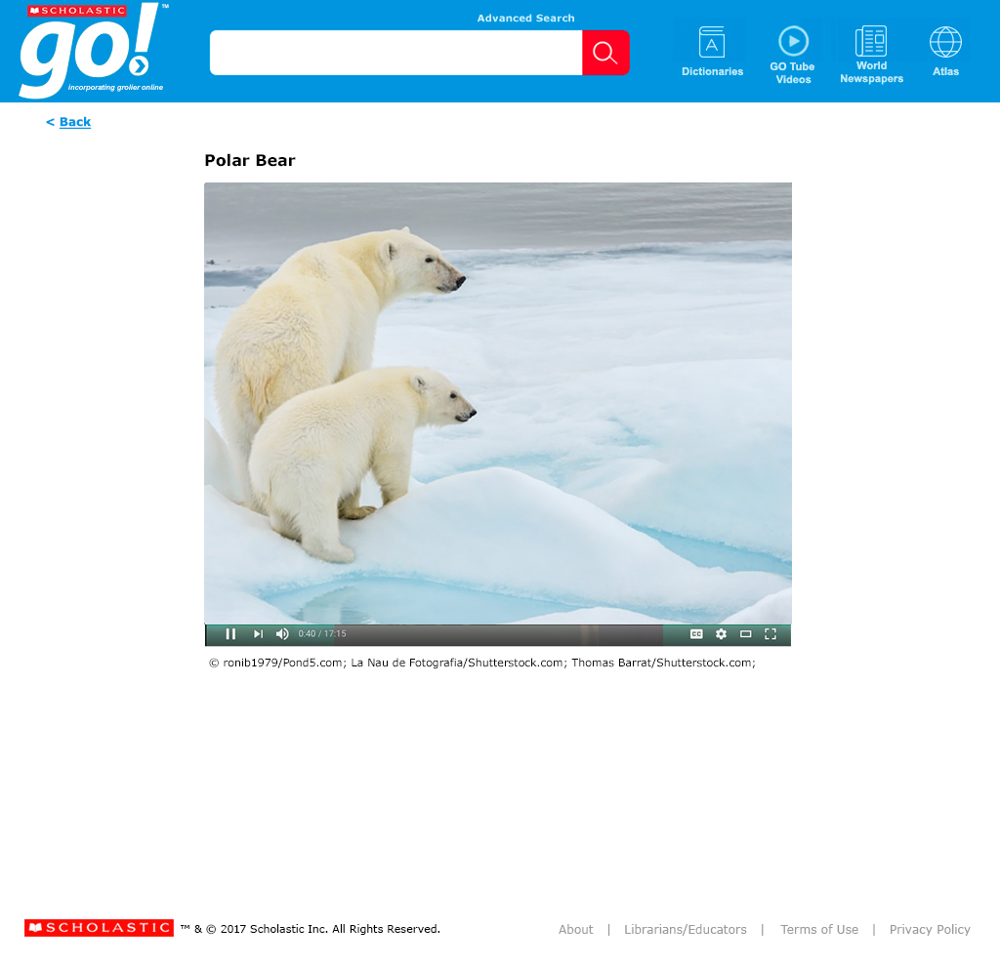 SCHOLASTIC
go!™
incorporating grolier online
Advanced Search
Dictionaries
GO Tube
Videos
World
Newspapers
Atlas
< Back
Polar Bear
0:40 / 17:15
CC
© ronib1979/Pond5.com; La Nau de Fotografia/Shutterstock.com; Thomas Barrat/Shutterstock.com;
SCHOLASTIC ™ & © 2017 Scholastic Inc. All Rights Reserved.
About | Librarians/Educators | Terms of Use | Privacy Policy